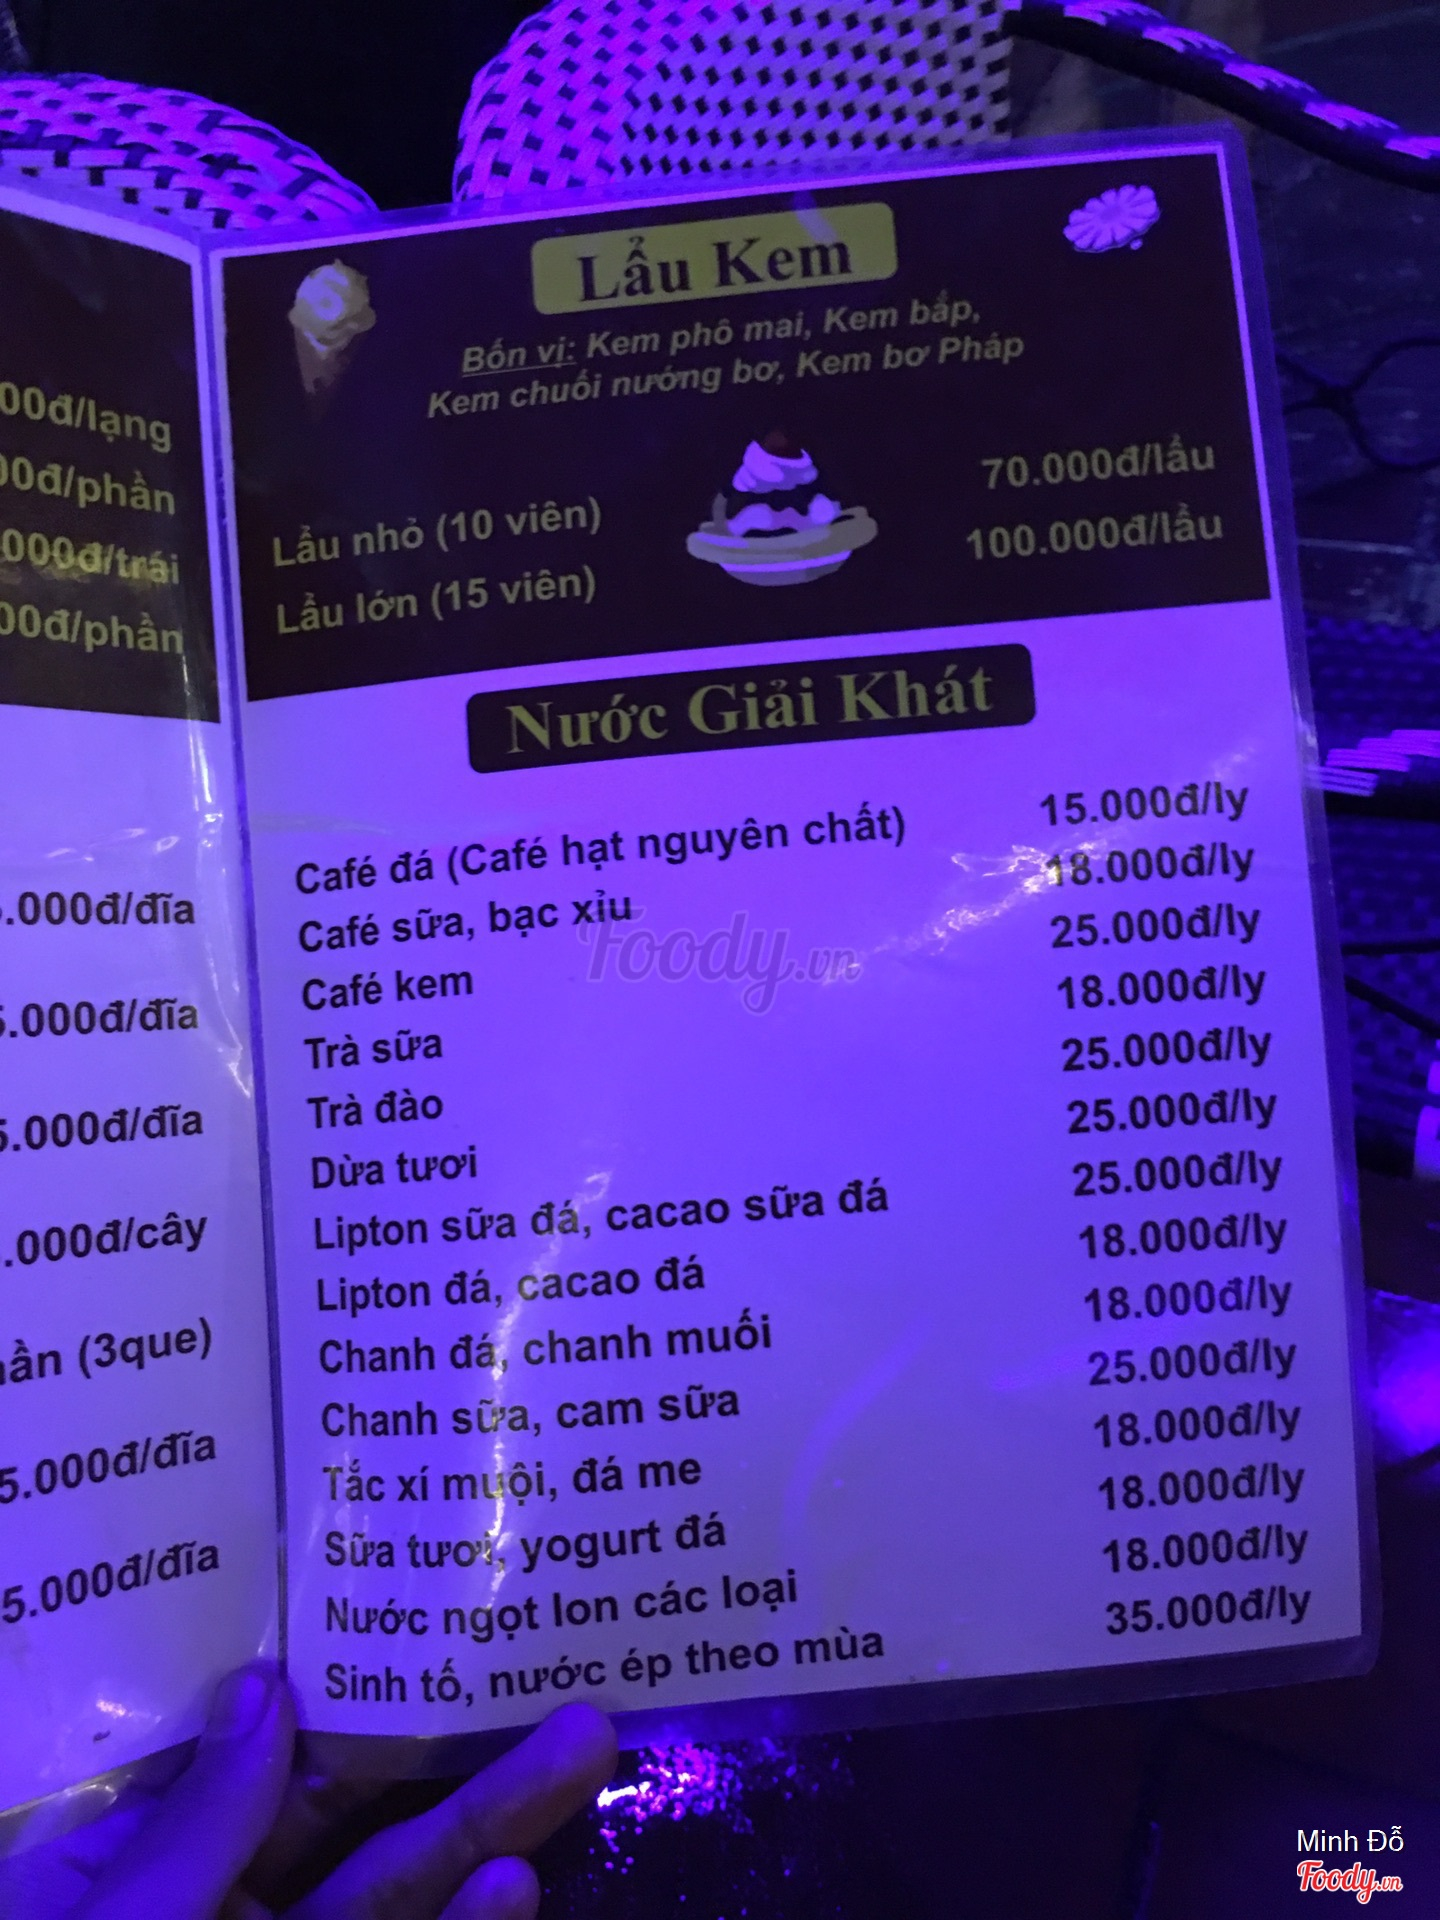 00đ/lạng
00đ/phần
000đ/trái
00đ/phần
.000đ/đĩa
5.000đ/đĩa
5.000đ/đĩa
.000đ/cây
(3que)
5.000đ/đĩa
5.000đ/đĩa
Lẩu Kem
Bốn vị: Kem phô mai, Kem bắp,
Kem chuối nướng bơ, Kem bơ Pháp
Lẩu nhỏ (10 viên) 70.000đ/lẩu
Lẩu lớn (15 viên) 100.000đ/lẩu
Nước Giải Khát
Café đá (Café hạt nguyên chất) 15.000đ/ly
Café sữa, bạc xỉu 18.000đ/ly
Café kem 25.000đ/ly
Trà sữa 18.000đ/ly
Trà đào 25.000đ/ly
Dừa tươi 25.000đ/ly
Lipton sữa đá, cacao sữa đá 25.000đ/ly
Lipton đá, cacao đá 18.000đ/ly
Chanh đá, chanh muối 18.000đ/ly
Chanh sữa, cam sữa 25.000đ/ly
Tắc xí muội, đá me 18.000đ/ly
Sữa tươi, yogurt đá 18.000đ/ly
Nước ngọt lon các loại 18.000đ/ly
Sinh tố, nước ép theo mùa 35.000đ/ly
Foody.vn
Minh Đỗ
Foody.vn